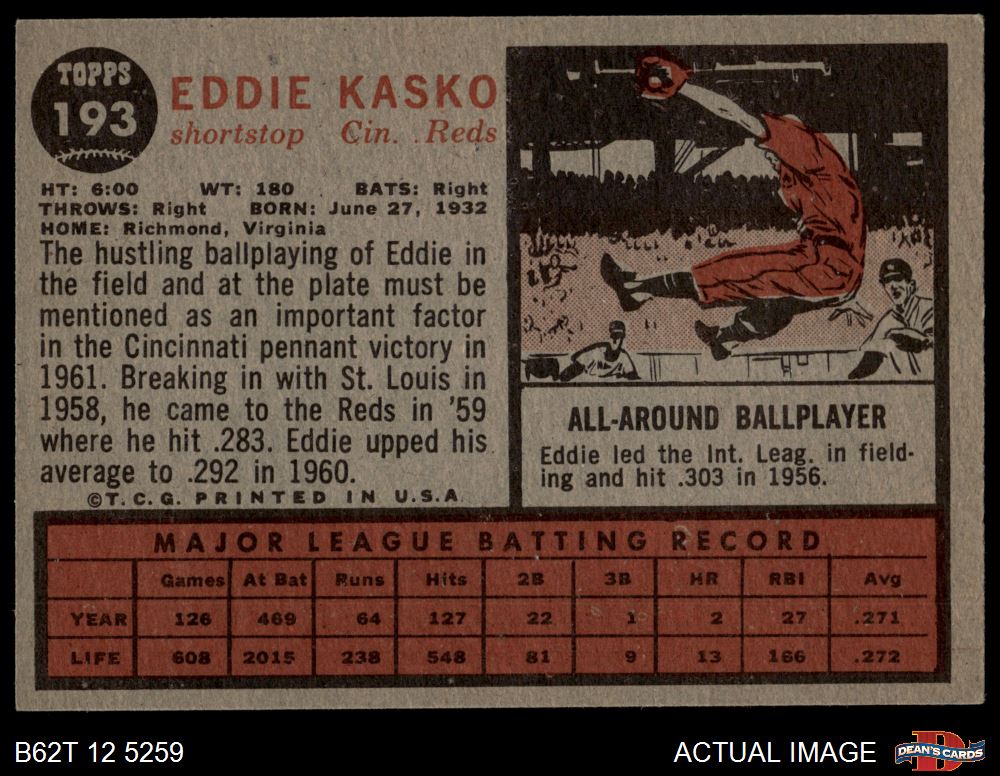 TOPPS
193
EDDIE KASKO
shortstop Cin. Reds
HT: 6:00 WT: 180 BATS: Right
THROWS: Right BORN: June 27, 1932
HOME: Richmond, Virginia
The hustling ballplaying of Eddie in
the field and at the plate must be
mentioned as an important factor
in the Cincinnati pennant victory in
1961. Breaking in with St. Louis in
1958, he came to the Reds in '59
where he hit .283. Eddie upped his
average to .292 in 1960.
©T.C.G. PRINTED IN U.S.A.
ALL-AROUND BALLPLAYER
Eddie led the Int. Leag. in field-
ing and hit .303 in 1956.
MAJOR LEAGUE BATTING RECORD
Games At Bat Runs Hits 2B 3B HR RBI Avg
YEAR 126 469 64 127 22 1 2 27 .271
LIFE 608 2015 238 548 81 9 13 166 .272
B62T 12 5259
ACTUAL IMAGE
DEAN'S CARDS